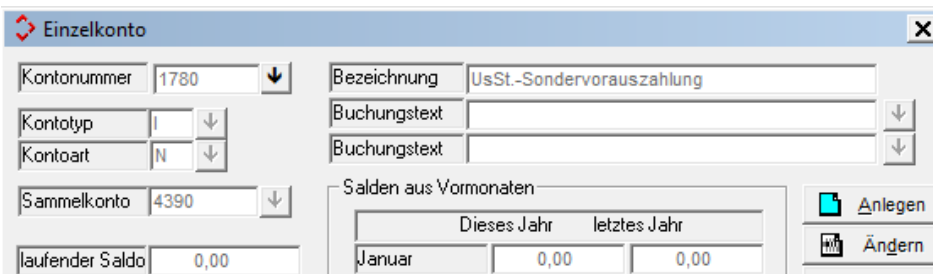 Einzelkonto
Kontonummer 1780 Bezeichnung UsSt.-Sondervorauszahlung
Buchungstext
Kontotyp I
Buchungstext
Kontoart N
Sammelkonto 4390 Salden aus Vormonaten
Anlegen
Dieses Jahr letztes Jahr
Ändern
laufender Saldo 0,00 Januar 0,00 0,00